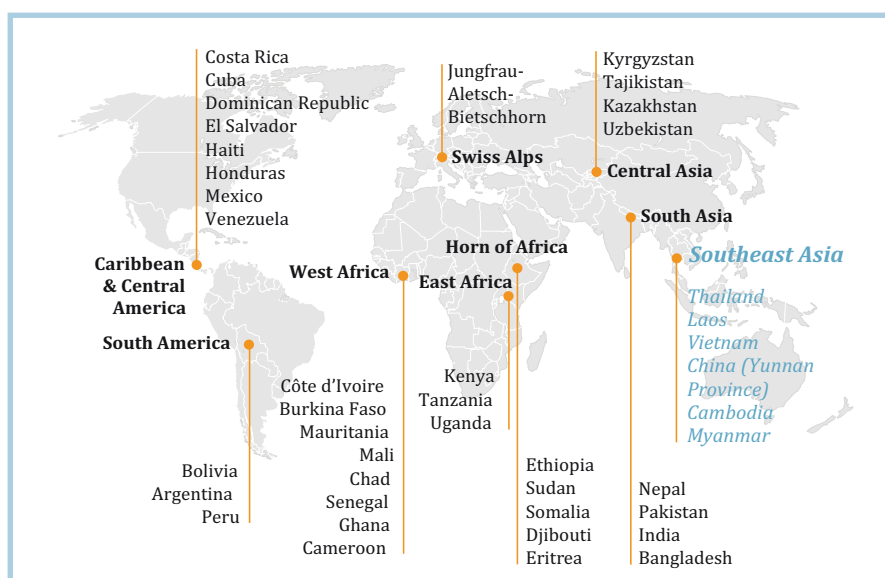 Costa Rica
Cuba
Dominican Republic
El Salvador
Haiti
Honduras
Mexico
Venezuela
Caribbean
& Central
America
South America
Bolivia
Argentina
Peru
Jungfrau-
Aletsch-
Bietschhorn
Swiss Alps
West Africa
Côte d’Ivoire
Burkina Faso
Mauritania
Mali
Chad
Senegal
Ghana
Cameroon
Horn of Africa
East Africa
Kenya
Tanzania
Uganda
Ethiopia
Sudan
Somalia
Djibouti
Eritrea
Kyrgyzstan
Tajikistan
Kazakhstan
Uzbekistan
Central Asia
South Asia
Nepal
Pakistan
India
Bangladesh
Southeast Asia
Thailand
Laos
Vietnam
China (Yunnan
Province)
Cambodia
Myanmar